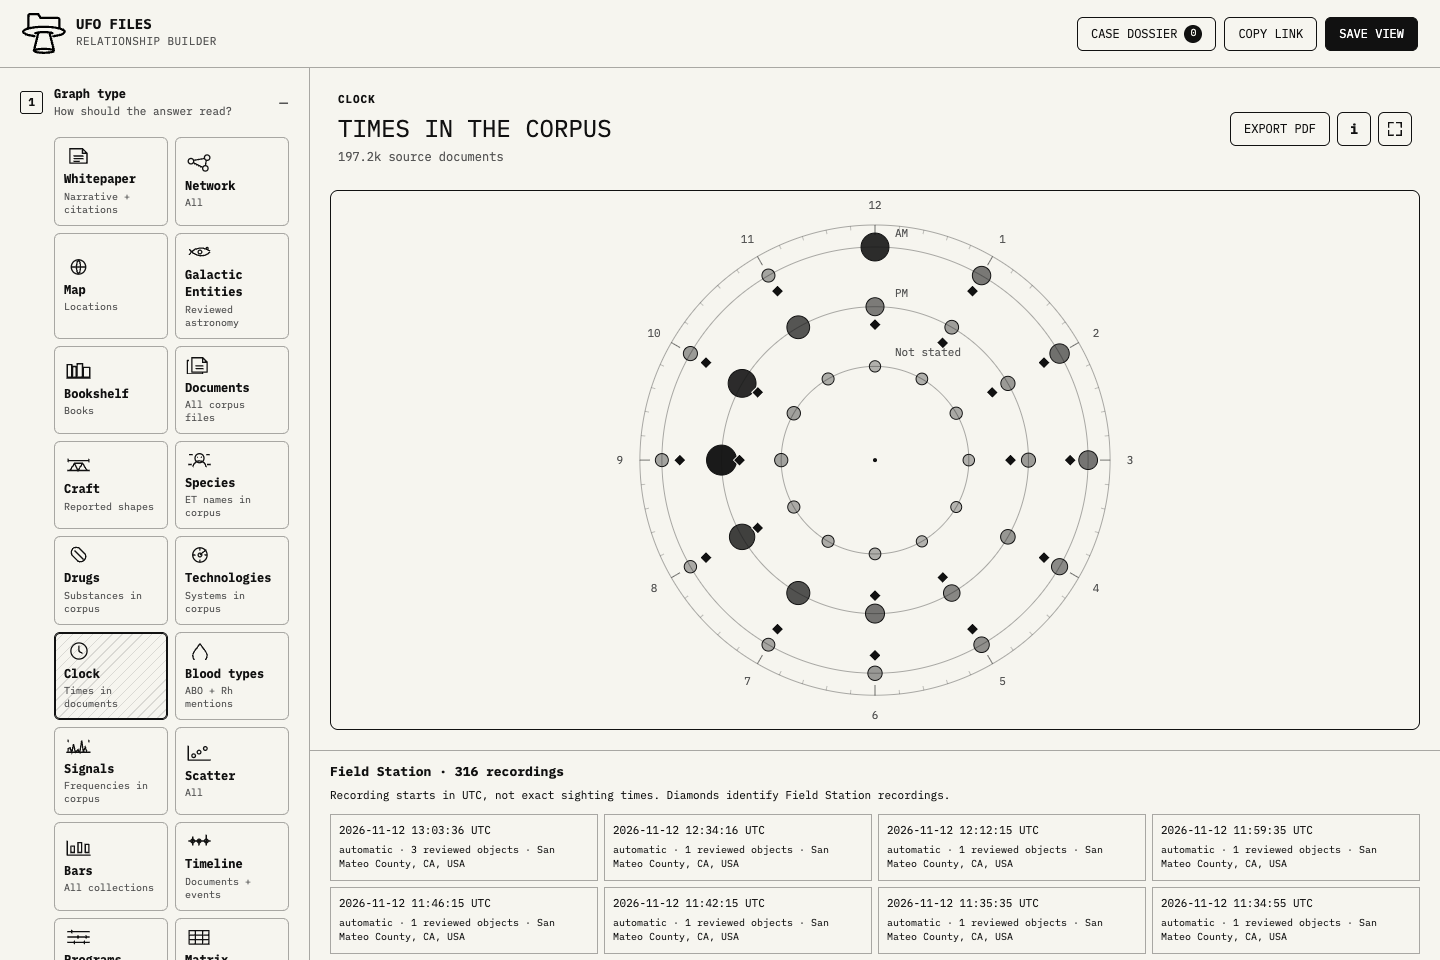 UFO FILES
RELATIONSHIP BUILDER
CASE DOSSIER 0
COPY LINK
SAVE VIEW
1
Graph type
How should the answer read?
—
Whitepaper
Narrative +
citations
Network
All
Map
Locations
Galactic
Entities
Reviewed
astronomy
Bookshelf
Books
Documents
All corpus
files
Craft
Reported shapes
Species
ET names in
corpus
Drugs
Substances in
corpus
Technologies
Systems in
corpus
Clock
Times in
documents
Blood types
ABO + Rh
mentions
Signals
Frequencies in
corpus
Scatter
All
Bars
All collections
Timeline
Documents +
events
Programs
Matrix
CLOCK
TIMES IN THE CORPUS
197.2k source documents
EXPORT PDF
i
12
AM
11
1
PM
10
2
Not stated
9
3
8
4
7
5
6
Field Station · 316 recordings
Recording starts in UTC, not exact sighting times. Diamonds identify Field Station recordings.
2026-11-12 13:03:36 UTC
automatic · 3 reviewed objects · San
Mateo County, CA, USA
2026-11-12 12:34:16 UTC
automatic · 1 reviewed objects · San
Mateo County, CA, USA
2026-11-12 12:12:15 UTC
automatic · 1 reviewed objects · San
Mateo County, CA, USA
2026-11-12 11:59:35 UTC
automatic · 1 reviewed objects · San
Mateo County, CA, USA
2026-11-12 11:46:15 UTC
automatic · 1 reviewed objects · San
Mateo County, CA, USA
2026-11-12 11:42:15 UTC
automatic · 1 reviewed objects · San
Mateo County, CA, USA
2026-11-12 11:35:35 UTC
automatic · 1 reviewed objects · San
Mateo County, CA, USA
2026-11-12 11:34:55 UTC
automatic · 1 reviewed objects · San
Mateo County, CA, USA